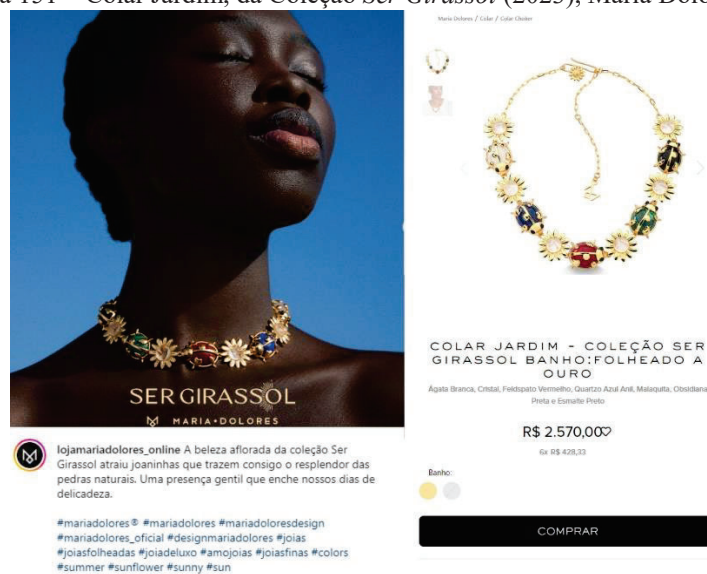 a 151 – Colar Jardim, da Coleção Ser Girassol (2023), Maria Dolo
SER GIRASSOL
MARIA•DOLORES
lojamariadolores_online A beleza aflorada da coleção Ser
Girassol atraiu joaninhas que trazem consigo o resplendor das
pedras naturais. Uma presença gentil que enche nossos dias de
delicadeza.
#mariadolores® #mariadolores #mariadoloresdesign
#mariadolores_oficial #designmariadolores #joias
#joiasfolheadas #joiadeluxo #amojoias #joiasfinas #colors
#summer #sunflower #sunny #sun
Maria Dolores / Colar / Colar Choker
COLAR JARDIM - COLEÇÃO SER
GIRASSOL BANHO:FOLHEADO A
OURO
Ágata Branca, Cristal, Feldspato Vermelho, Quartzo Azul Anil, Malaquita, Obsidiana
Preta e Esmalte Preto
R$ 2.570,00
6x R$ 428,33
Banho:
COMPRAR